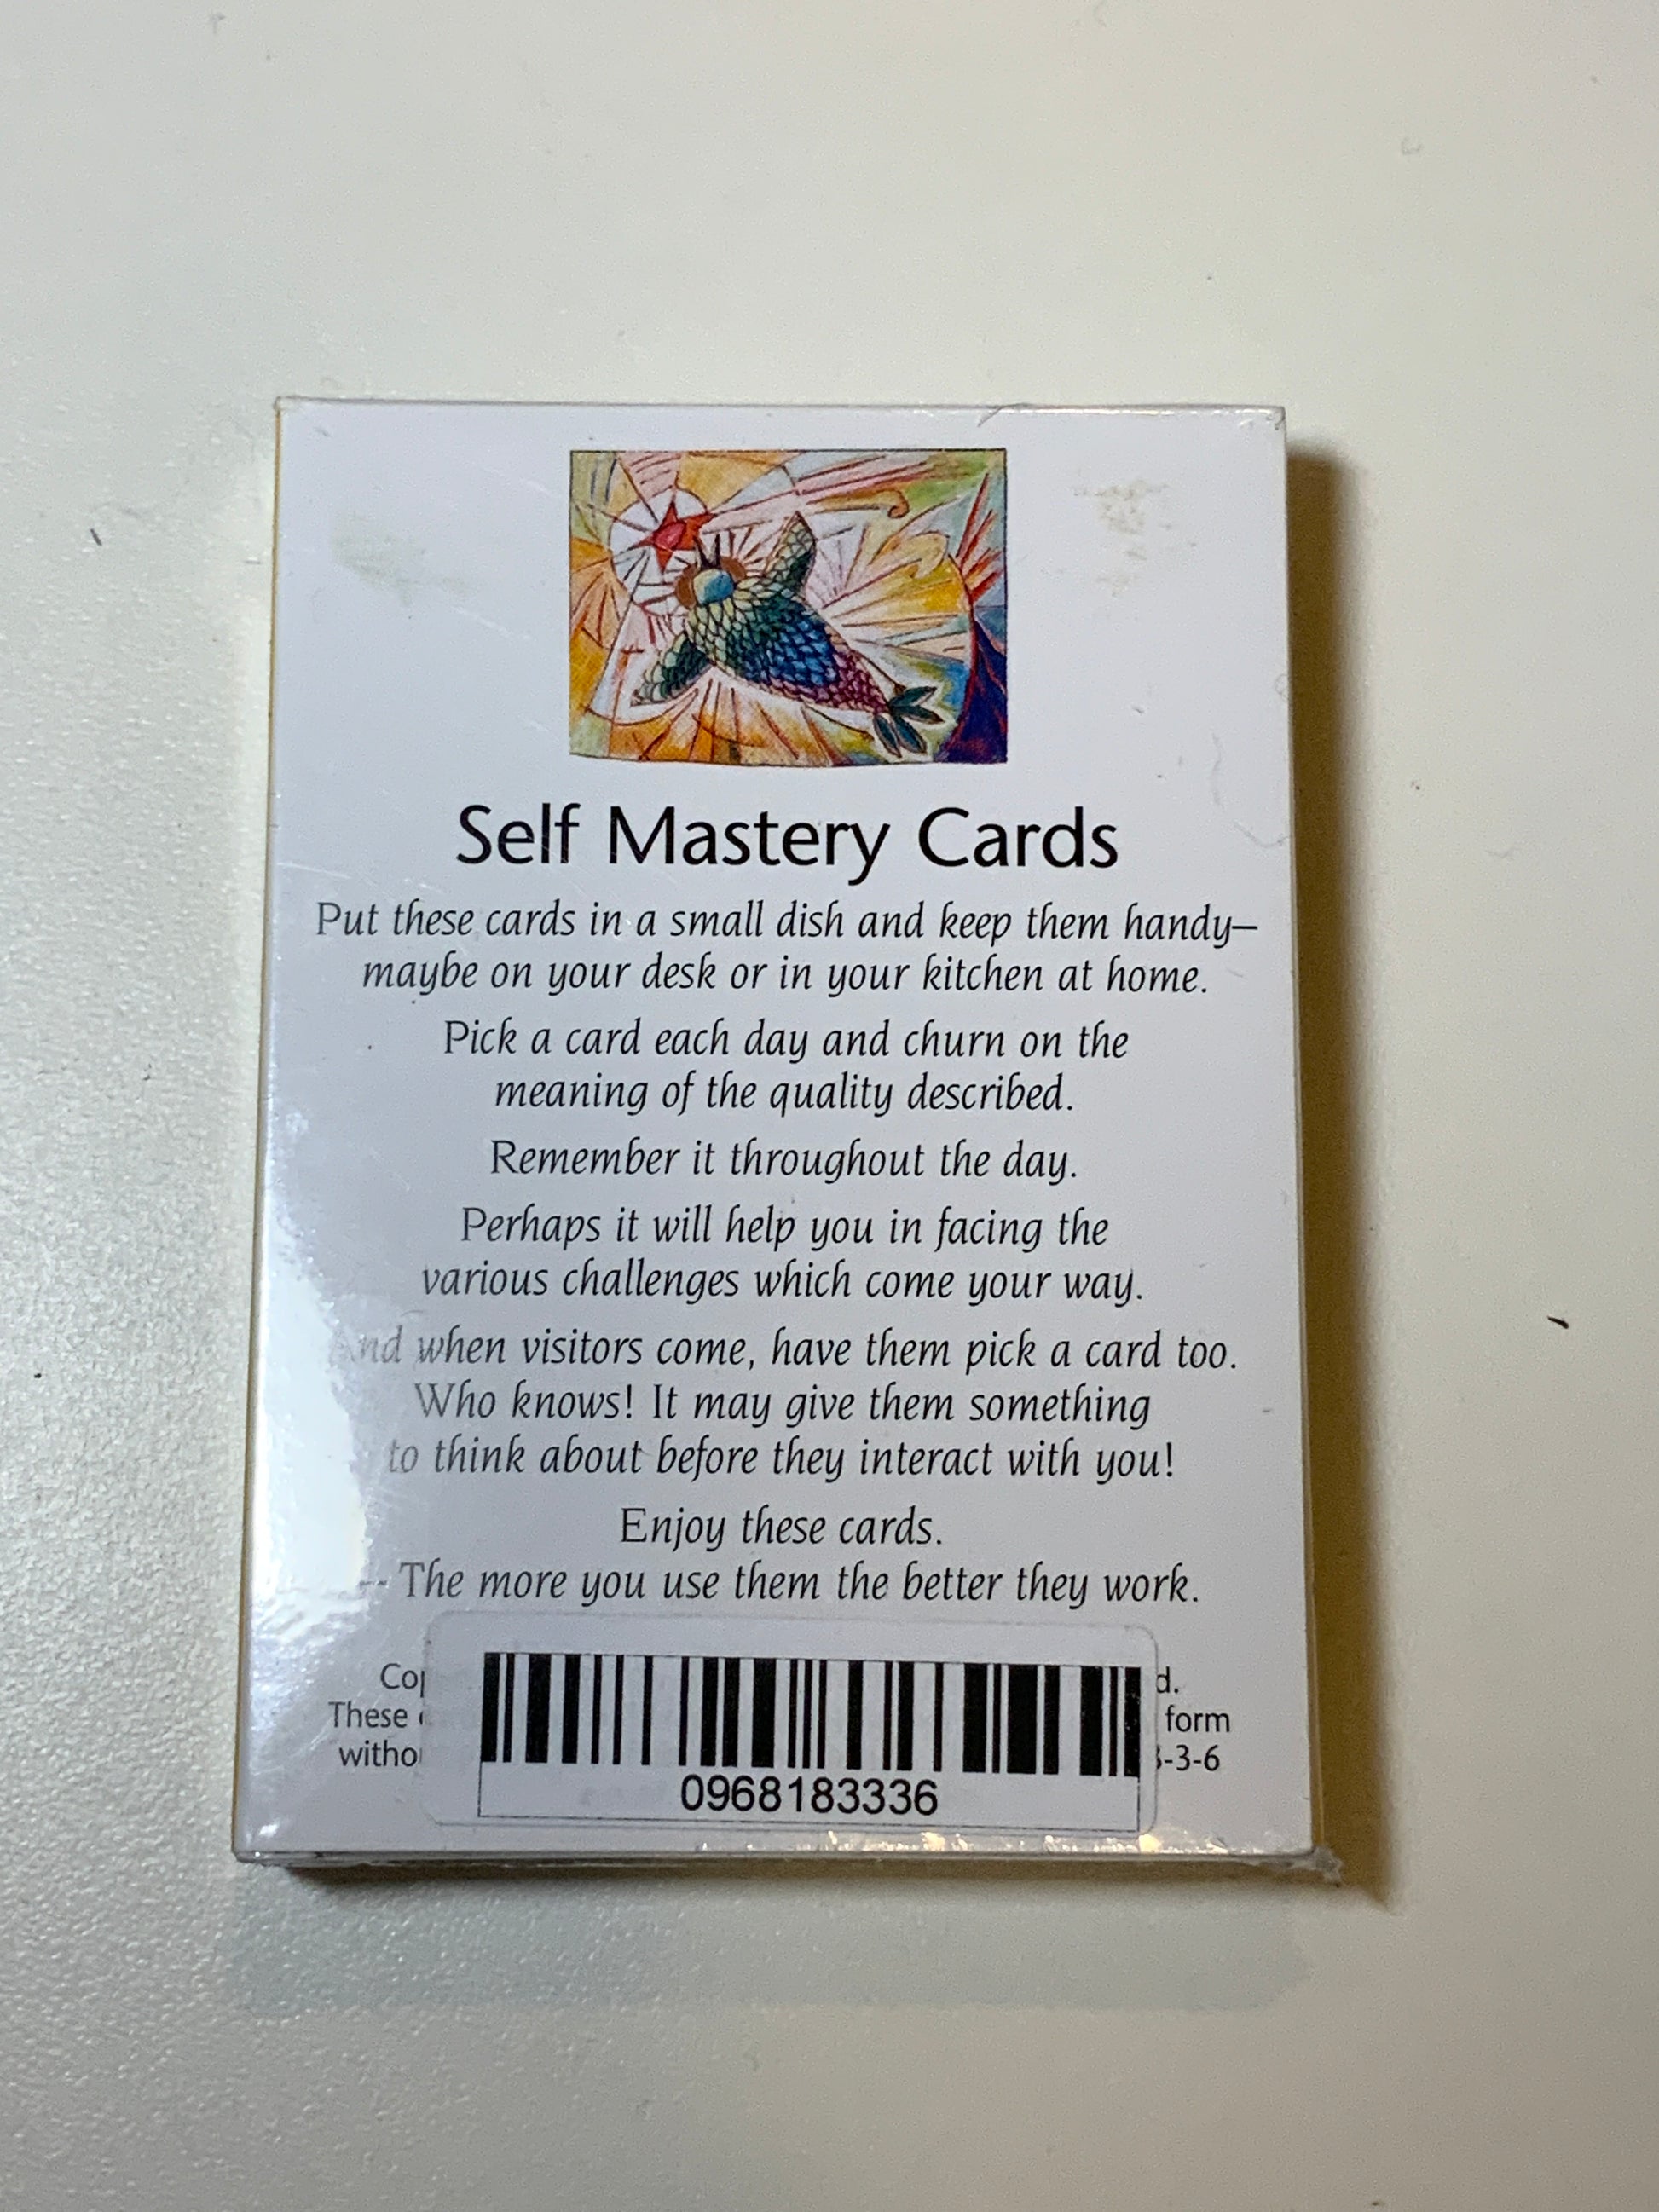 Self Mastery Cards
Put these cards in a small dish and keep them handy—
maybe on your desk or in your kitchen at home.
Pick a card each day and churn on the
meaning of the quality described.
Remember it throughout the day.
Perhaps it will help you in facing the
various challenges which come your way.
And when visitors come, have them pick a card too.
Who knows! It may give them something
to think about before they interact with you!
Enjoy these cards.
-- The more you use them the better they work.
These
form
-3-6
0968183336